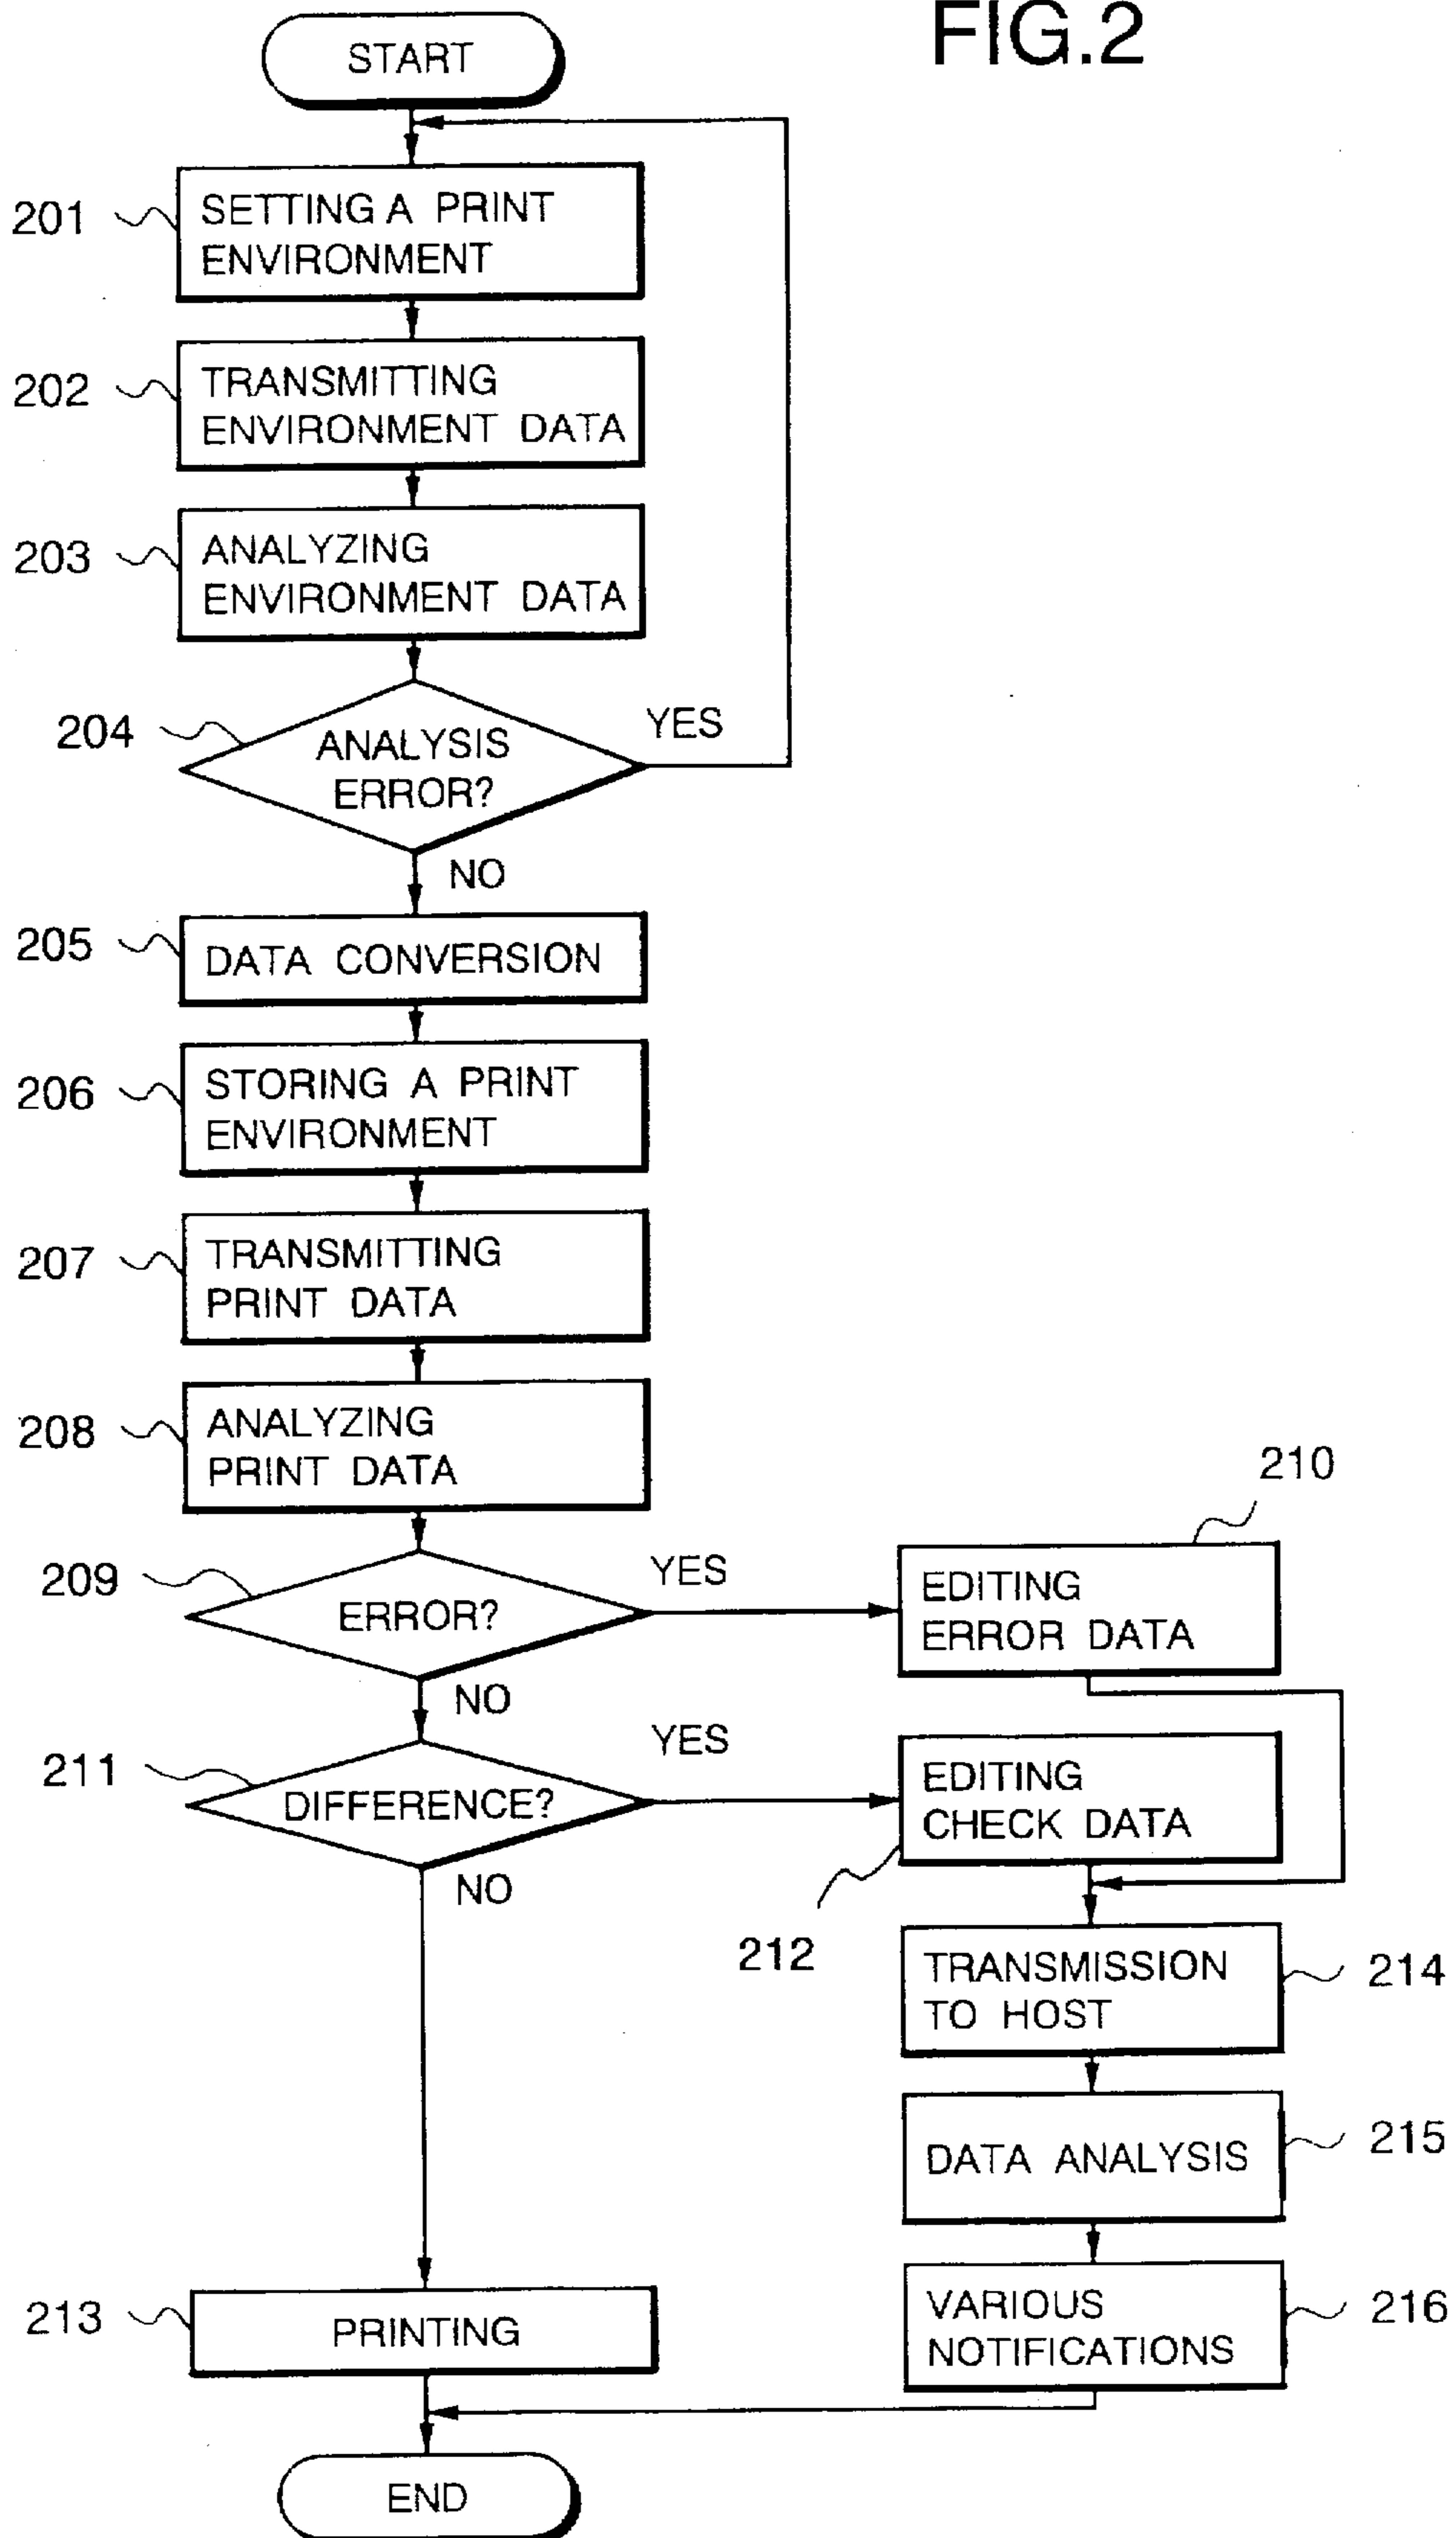 FIG.2
START
201
SETTING A PRINT
ENVIRONMENT
202
TRANSMITTING
ENVIRONMENT DATA
203
ANALYZING
ENVIRONMENT DATA
204
ANALYSIS
ERROR?
YES
NO
205
DATA CONVERSION
206
STORING A PRINT
ENVIRONMENT
207
TRANSMITTING
PRINT DATA
208
ANALYZING
PRINT DATA
209
ERROR?
YES
NO
210
EDITING
ERROR DATA
211
DIFFERENCE?
YES
NO
212
EDITING
CHECK DATA
214
TRANSMISSION
TO HOST
215
DATA ANALYSIS
216
VARIOUS
NOTIFICATIONS
213
PRINTING
END